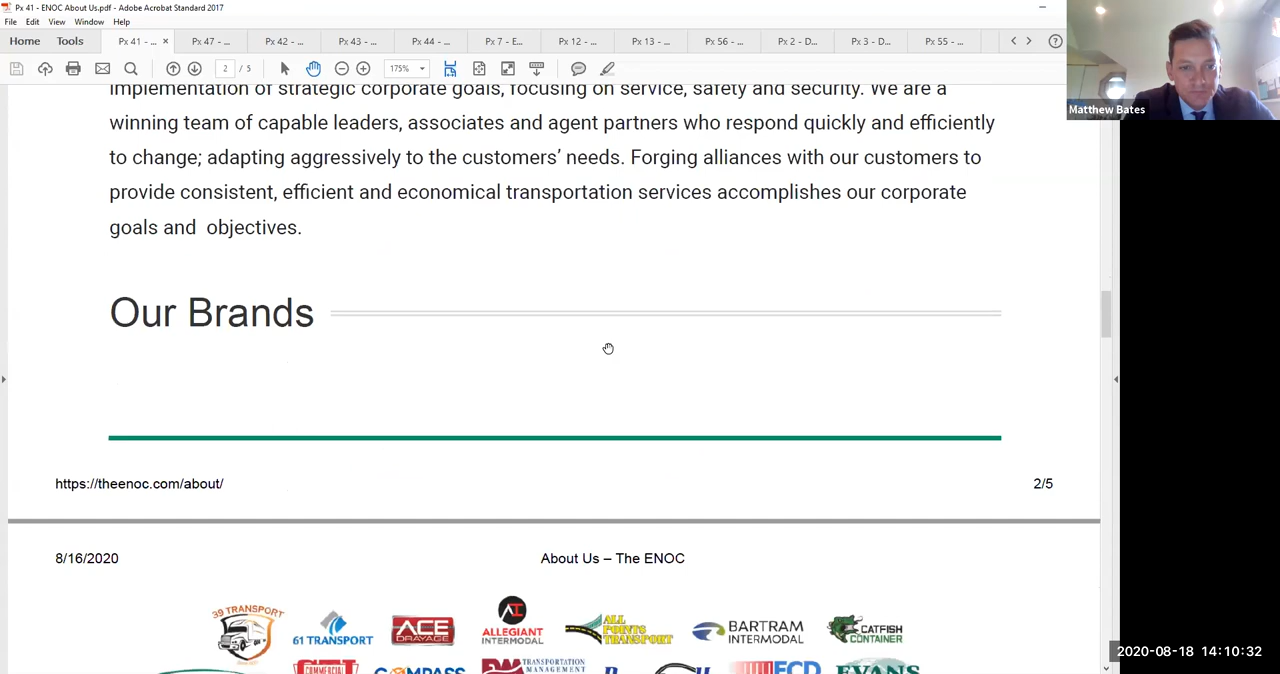 Px 41 - ENOC About Us.pdf - Adobe Acrobat Standard 2017
File Edit View Window Help
Home Tools Px 41 - ... × Px 47 - ... Px 42 - ... Px 43 - ... Px 44 - ... Px 7 - E... Px 12 - ... Px 13 - ... Px 56 - ... Px 2 - D... Px 3 - D... Px 55 - ...
2 / 5 175%
Matthew Bates
implementation of strategic corporate goals, focusing on service, safety and security. We are a
winning team of capable leaders, associates and agent partners who respond quickly and efficiently
to change; adapting aggressively to the customers’ needs. Forging alliances with our customers to
provide consistent, efficient and economical transportation services accomplishes our corporate
goals and objectives.
Our Brands
https://theenoc.com/about/ 2/5
8/16/2020 About Us – The ENOC
39 TRANSPORT
61 TRANSPORT
ACE DRAYAGE
ALLEGIANT INTERMODAL
ALL POINTS TRANSPORT
BARTRAM INTERMODAL
CATFISH CONTAINER
COMMERCIAL
COMPASS
TRANSPORTATION MANAGEMENT
ECD
EVANS
2020-08-18 14:10:32